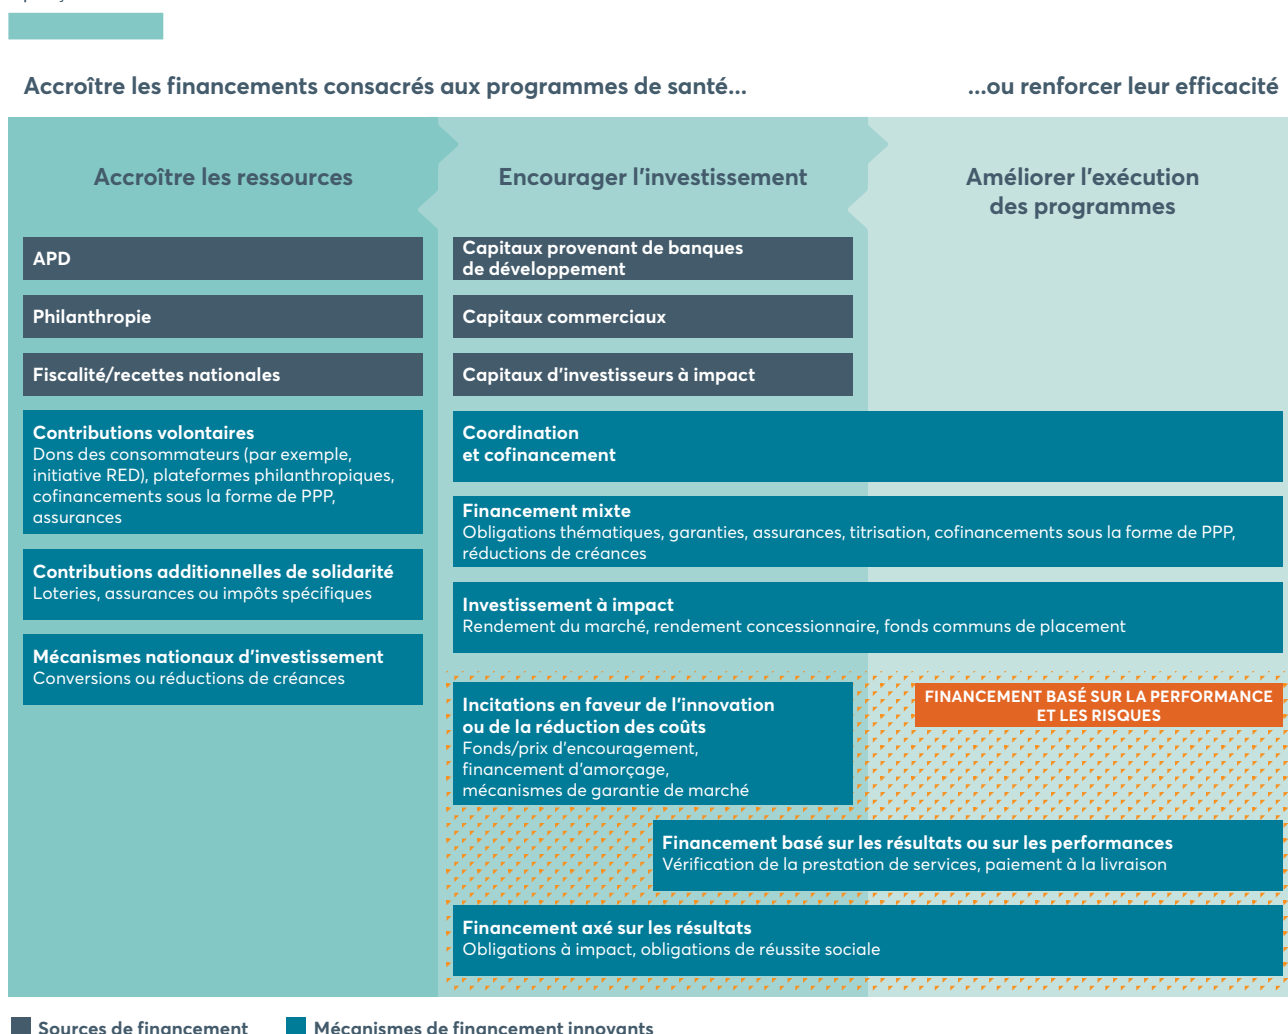 Accroître les financements consacrés aux programmes de santé...
...ou renforcer leur efficacité
Accroître les ressources
APD
Philanthropie
Fiscalité/recettes nationales
Contributions volontaires
Dons des consommateurs (par exemple,
initiative RED), plateformes philanthropiques,
cofinancements sous la forme de PPP,
assurances
Contributions additionnelles de solidarité
Loteries, assurances ou impôts spécifiques
Mécanismes nationaux d’investissement
Conversions ou réductions de créances
Encourager l’investissement
Capitaux provenant de banques
de développement
Capitaux commerciaux
Capitaux d’investisseurs à impact
Améliorer l’exécution
des programmes
Coordination
et cofinancement
Financement mixte
Obligations thématiques, garanties, assurances, titrisation, cofinancements sous la forme de PPP,
réductions de créances
Investissement à impact
Rendement du marché, rendement concessionnaire, fonds communs de placement
Incitations en faveur de l’innovation
ou de la réduction des coûts
Fonds/prix d’encouragement,
financement d’amorçage,
mécanismes de garantie de marché
FINANCEMENT BASÉ SUR LA PERFORMANCE
ET LES RISQUES
Financement basé sur les résultats ou sur les performances
Vérification de la prestation de services, paiement à la livraison
Financement axé sur les résultats
Obligations à impact, obligations de réussite sociale
Sources de financement
Mécanismes de financement innovants